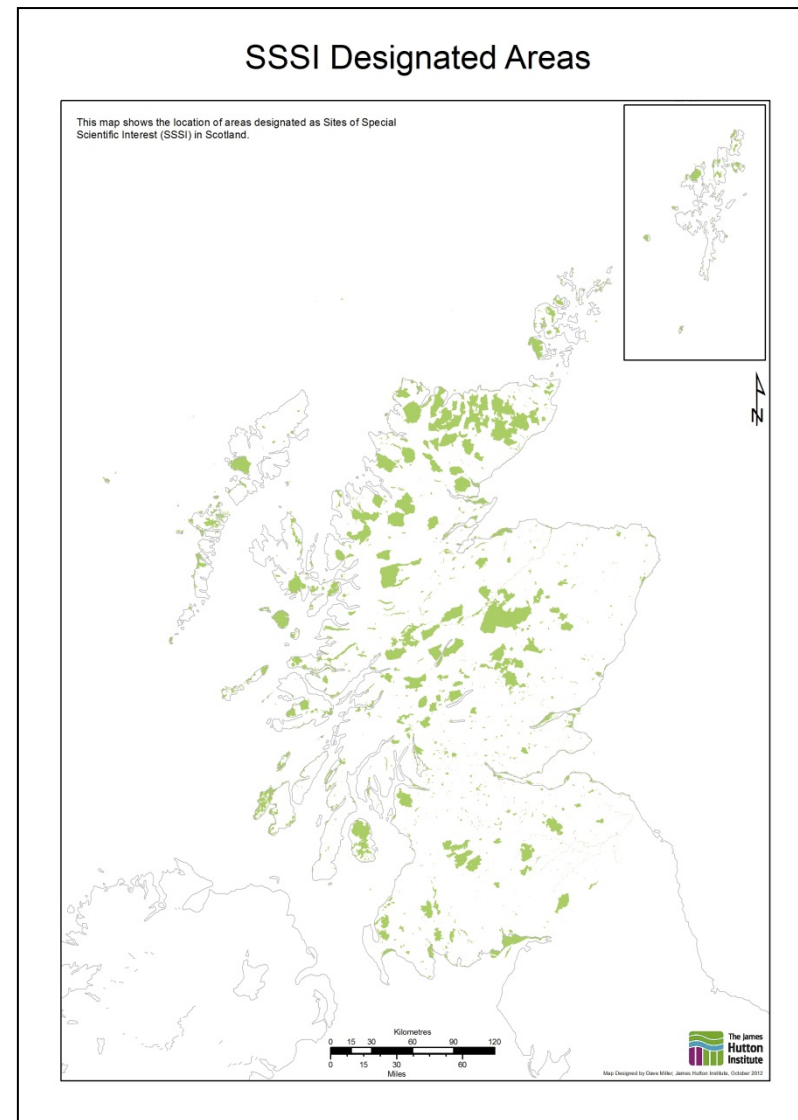 SSSI Designated Areas
This map shows the location of areas designated as Sites of Special
Scientific Interest (SSSI) in Scotland.
N
Kilometres
0 15 30 60 90 120
0 15 30 60
Miles
The James
Hutton
Institute
Map Designed by Dave Miller, James Hutton Institute, October 2012